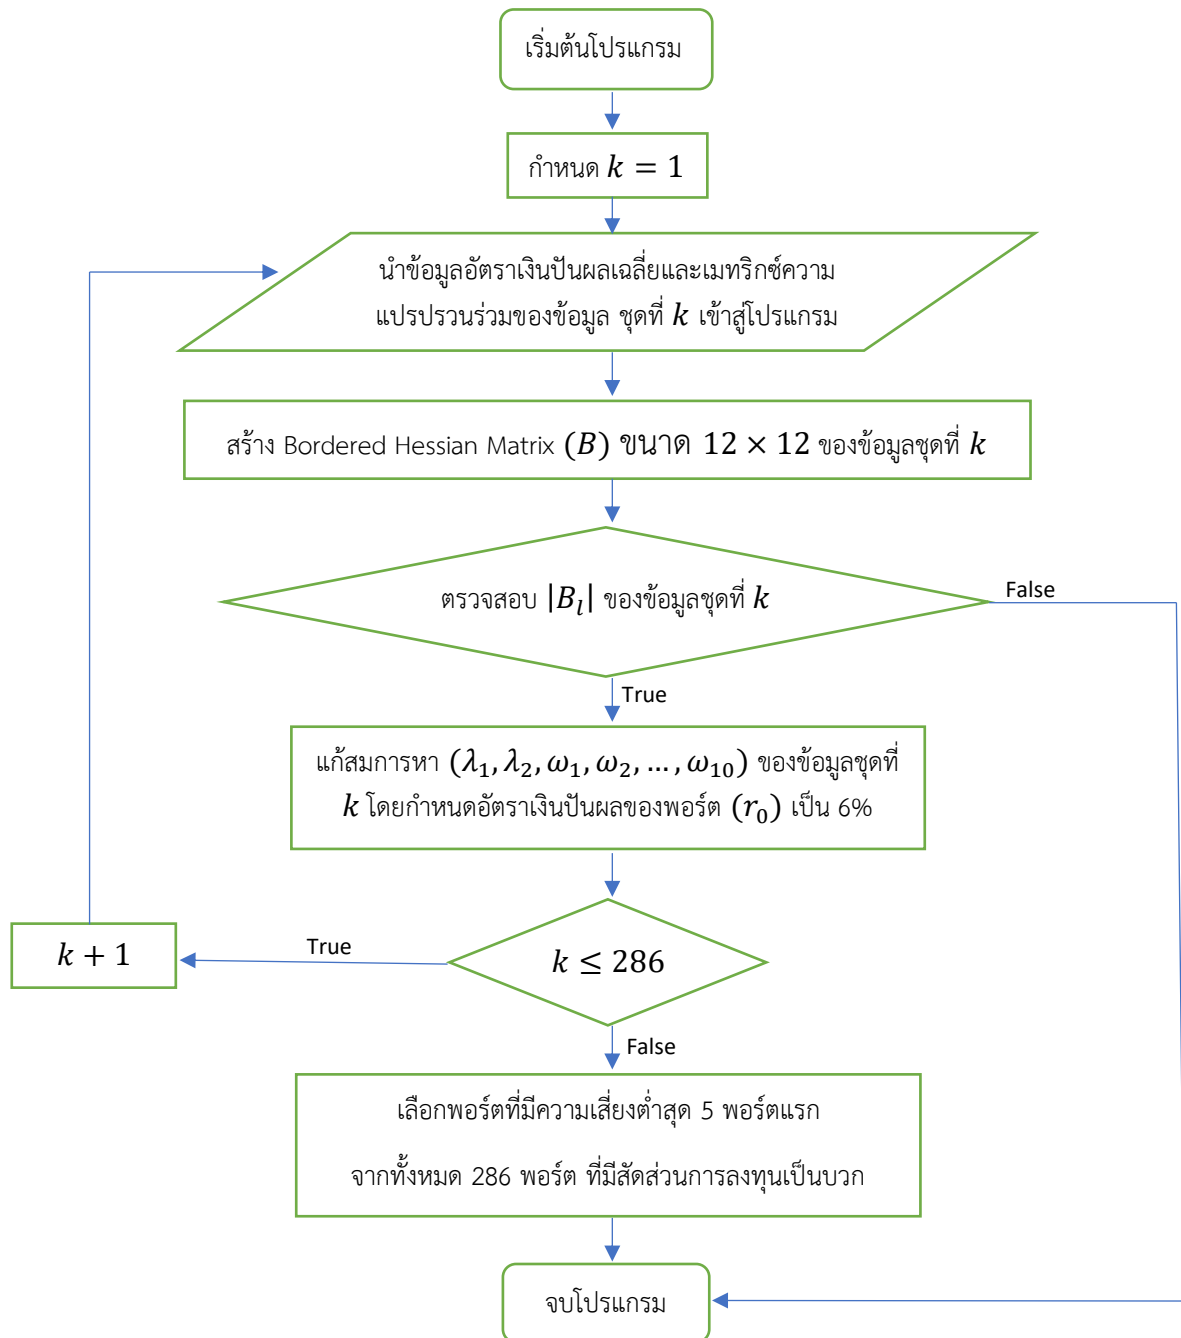 เริ่มต้นโปรแกรม
กำหนด k = 1
นำข้อมูลอัตราเงินปันผลเฉลี่ยและเมทริกซ์ความ
แปรปรวนร่วมของข้อมูล ชุดที่ k เข้าสู่โปรแกรม
สร้าง Bordered Hessian Matrix (B) ขนาด 12 × 12 ของข้อมูลชุดที่ k
ตรวจสอบ |B_l| ของข้อมูลชุดที่ k
False
True
แก้สมการหา (λ₁, λ₂, ω₁, ω₂, … , ω₁₀) ของข้อมูลชุดที่
k โดยกำหนดอัตราเงินปันผลของพอร์ต (r₀) เป็น 6%
k + 1
True
k ≤ 286
False
เลือกพอร์ตที่มีความเสี่ยงต่ำสุด 5 พอร์ตแรก
จากทั้งหมด 286 พอร์ต ที่มีสัดส่วนการลงทุนเป็นบวก
จบโปรแกรม